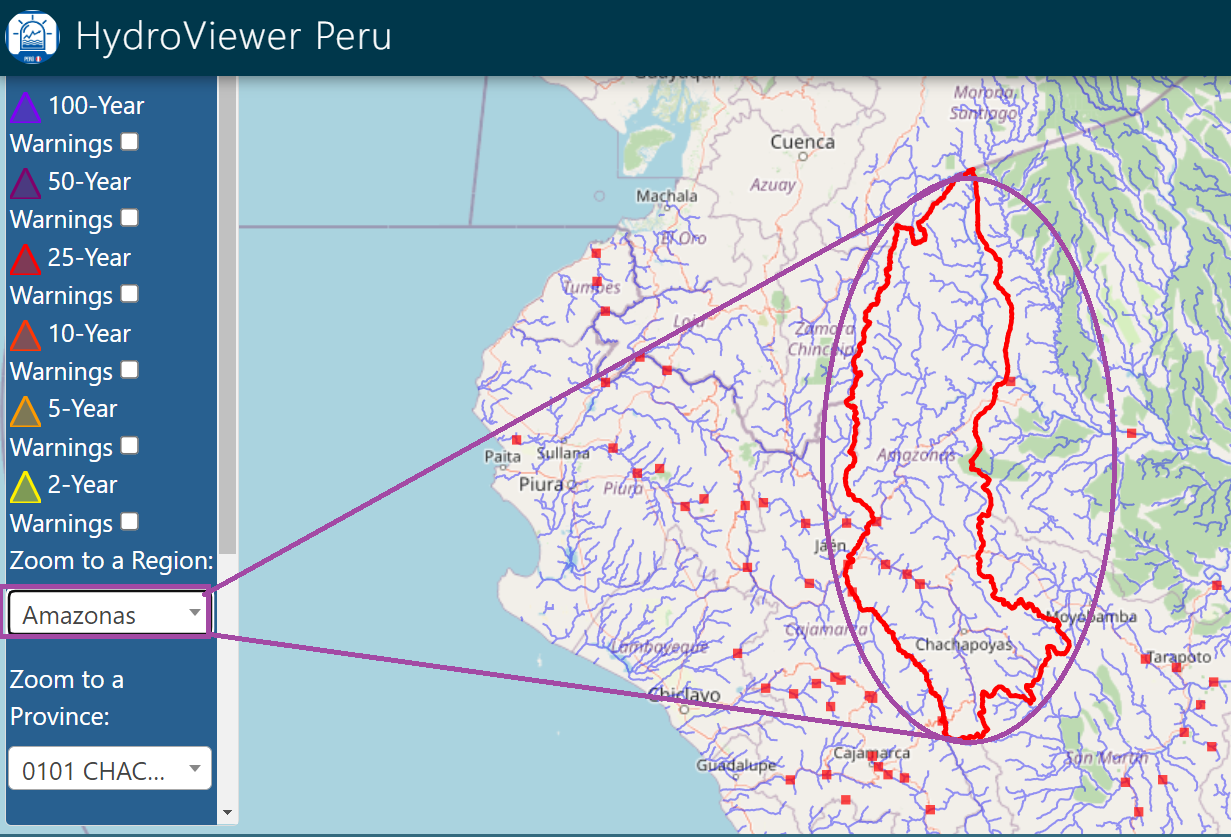 HydroViewer Peru
PERÚ
100-Year
Warnings
50-Year
Warnings
25-Year
Warnings
10-Year
Warnings
5-Year
Warnings
2-Year
Warnings
Zoom to a Region:
Amazonas
Zoom to a
Province:
0101 CHAC...
Guayaquil
Morona
Santiago
Cuenca
Azuay
Machala
El Oro
Tumbes
Loja
Zamora
Chinchipe
Paita
Sullana
Piura
Piura
Amazonas
Jaén
Cajamarca
Moyobamba
Chachapoyas
Lambayeque
Tarapoto
Chiclayo
Cajamarca
Guadalupe
San Martín